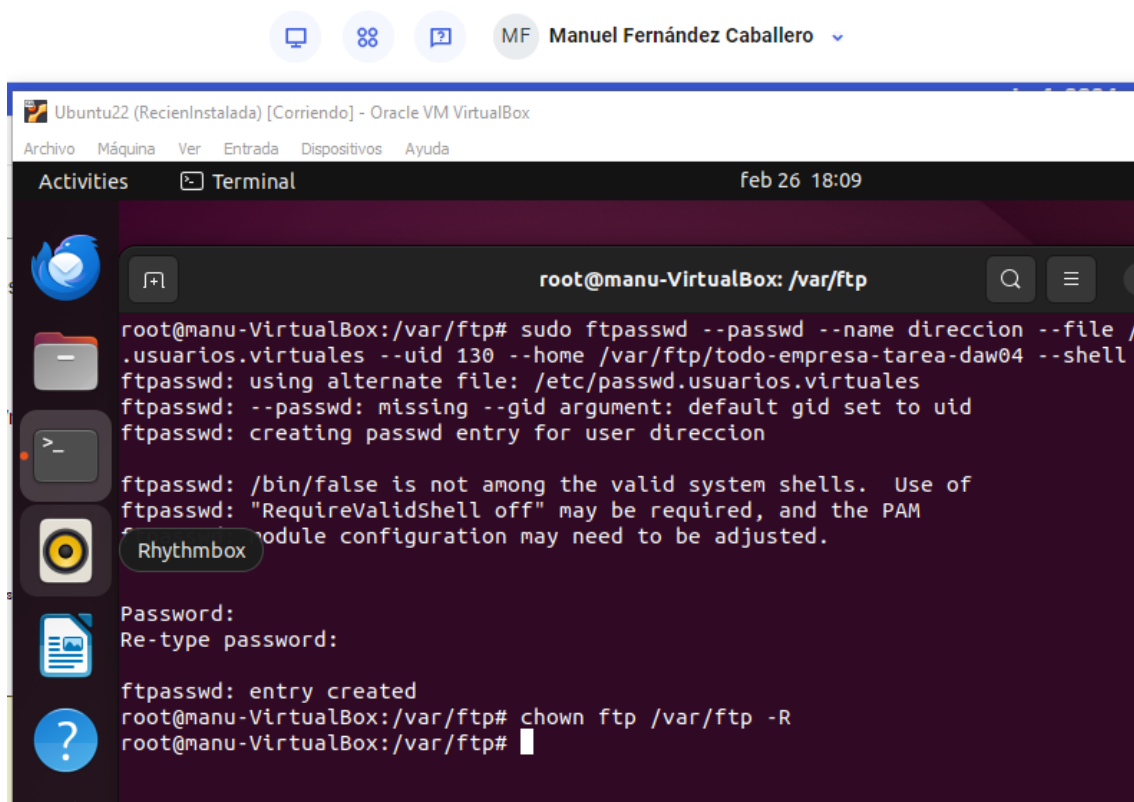 MF Manuel Fernández Caballero
Ubuntu22 (RecienInstalada) [Corriendo] - Oracle VM VirtualBox
Archivo Máquina Ver Entrada Dispositivos Ayuda
Activities Terminal feb 26 18:09
root@manu-VirtualBox: /var/ftp
root@manu-VirtualBox:/var/ftp# sudo ftpasswd --passwd --name direccion --file /
.usuarios.virtuales --uid 130 --home /var/ftp/todo-empresa-tarea-daw04 --shell
ftpasswd: using alternate file: /etc/passwd.usuarios.virtuales
ftpasswd: --passwd: missing --gid argument: default gid set to uid
ftpasswd: creating passwd entry for user direccion
ftpasswd: /bin/false is not among the valid system shells.  Use of
ftpasswd: "RequireValidShell off" may be required, and the PAM
module configuration may need to be adjusted.
Rhythmbox
Password:
Re-type password:
ftpasswd: entry created
root@manu-VirtualBox:/var/ftp# chown ftp /var/ftp -R
root@manu-VirtualBox:/var/ftp#